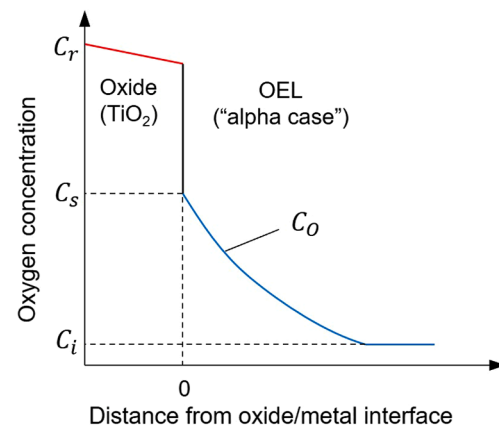 Oxygen concentration
C_r
C_s
C_i
Oxide
(TiO₂)
OEL
(“alpha case”)
C_O
0
Distance from oxide/metal interface